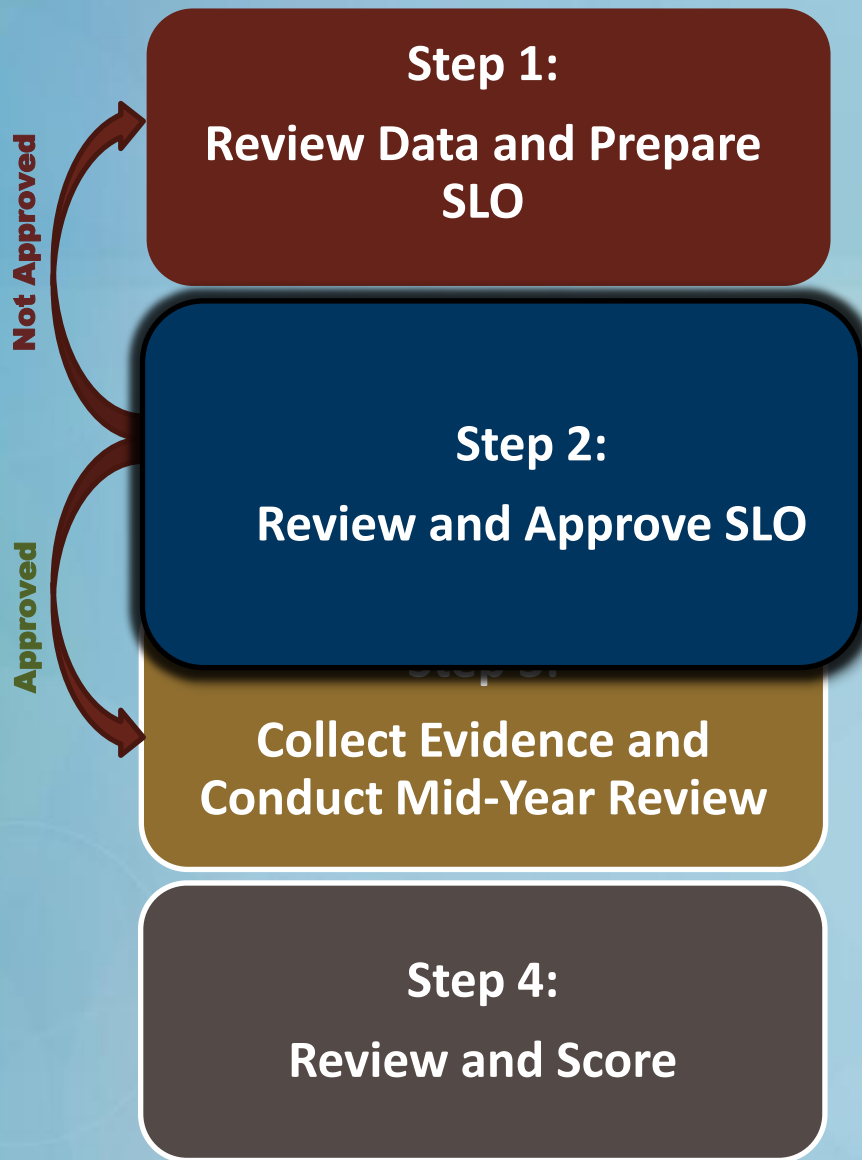 Step 1:
Review Data and Prepare
SLO
Not Approved
Step 2:
Review and Approve SLO
Approved
Collect Evidence and
Conduct Mid-Year Review
Step 4:
Review and Score